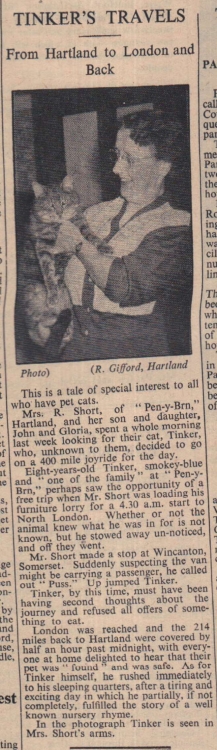 TINKER'S TRAVELS
From Hartland to London and
Back
Photo) (R. Gifford, Hartland
This is a tale of special interest to all
who have pet cats.
Mrs. R. Short, of "Pen-y-Brn,"
Hartland, and her son and daughter,
John and Gloria, spent a whole morning
last week looking for their cat, Tinker,
who, unknown to them, decided to go
on a 400 mile joyride for the day.
Eight-years-old Tinker, smokey-blue
and "one of the family" at "Pen-y-
Brn," perhaps saw the opportunity of a
free trip when Mr. Short was loading his
furniture lorry for a 4.30 a.m. start to
North London. Whether or not the
animal knew what he was in for is not
known, but he stowed away un-noticed,
and off they went.
Mr. Short made a stop at Wincanton,
Somerset. Suddenly suspecting the van
might be carrying a passenger, he called
out "Puss." Up jumped Tinker.
Tinker, by this time, must have been
having second thoughts about the
journey and refused all offers of some-
thing to eat.
London was reached and the 214
miles back to Hartland were covered by
half an hour past midnight, with every-
one at home delighted to hear that their
pet was "found" and was safe. As for
Tinker himself, he rushed immediately
to his sleeping quarters, after a tiring and
exciting day in which he partially, if not
completely, fulfilled the story of a well
known nursery rhyme.
In the photograph Tinker is seen in
Mrs. Short's arms.